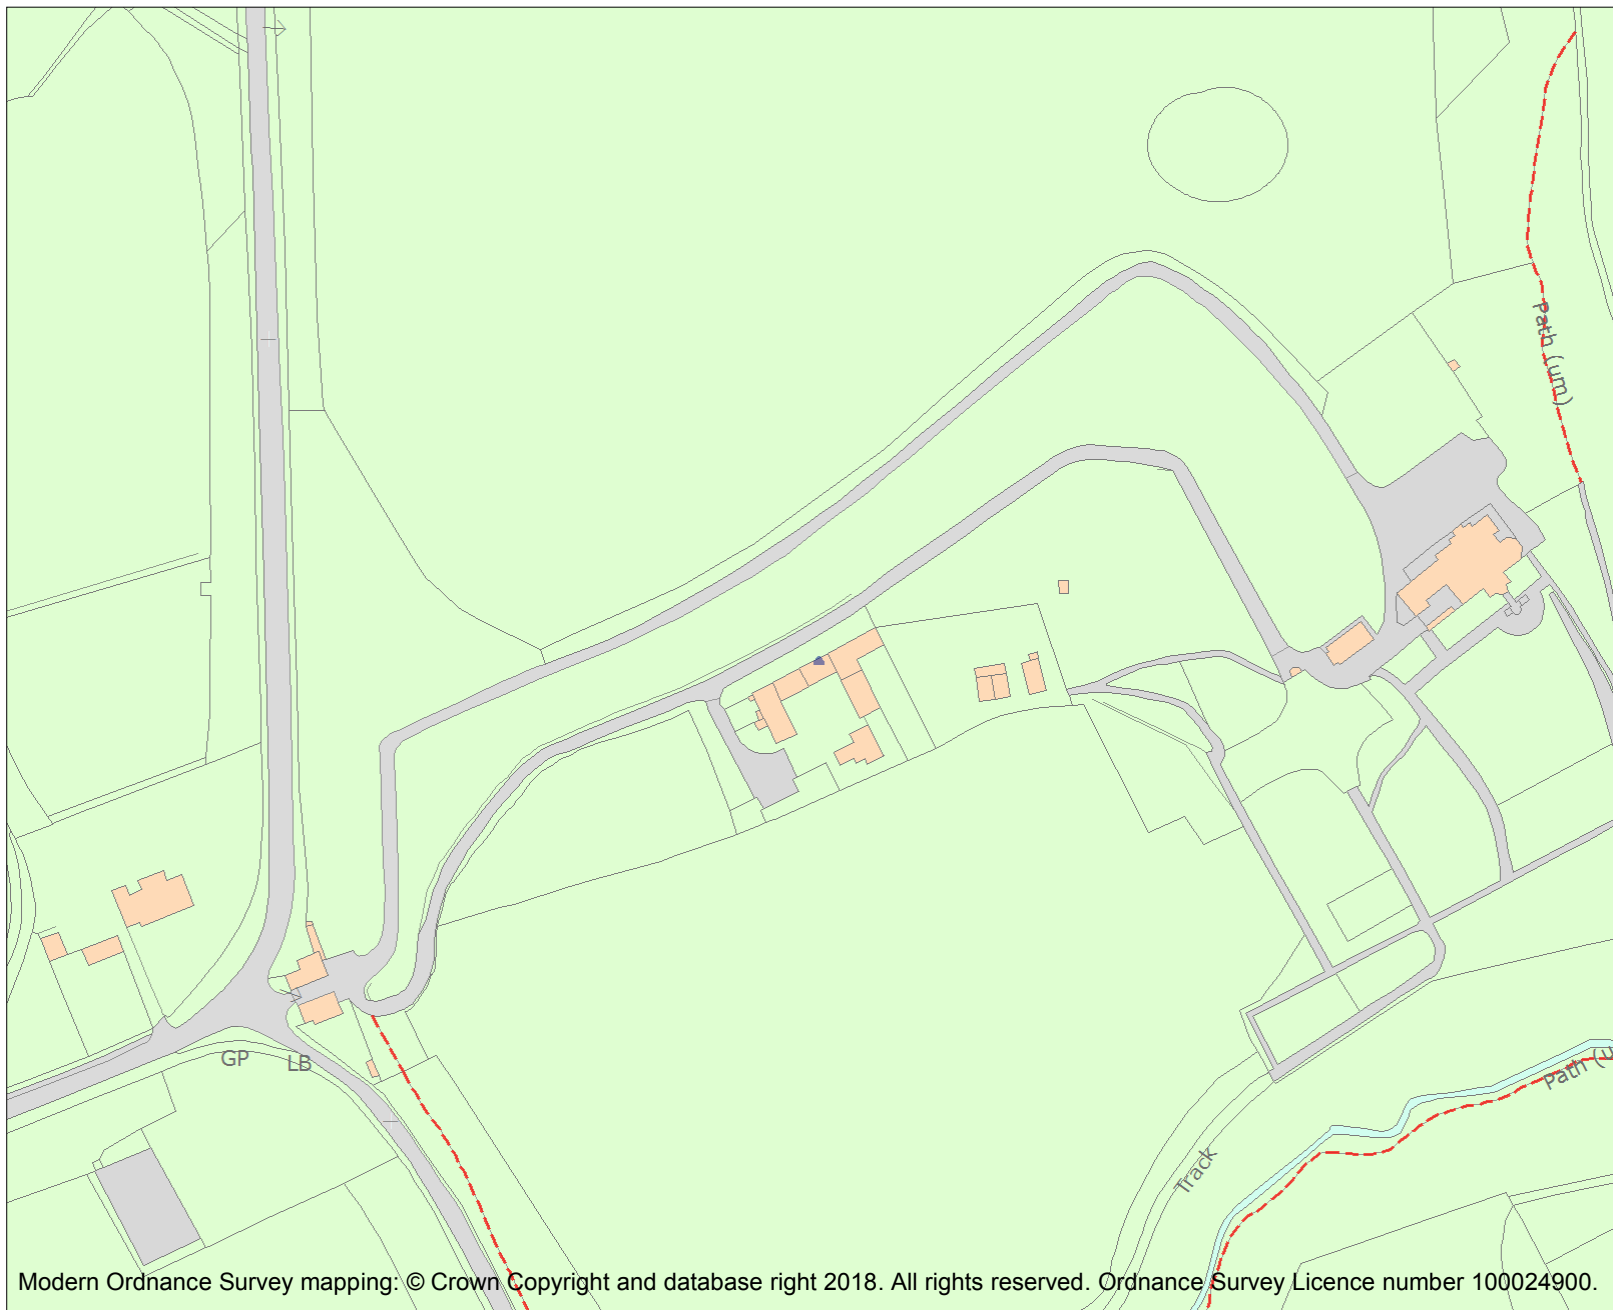 Path (um)
GP
LB
Path (u
Track
Modern Ordnance Survey mapping: © Crown Copyright and database right 2018. All rights reserved. Ordnance Survey Licence number 100024900.